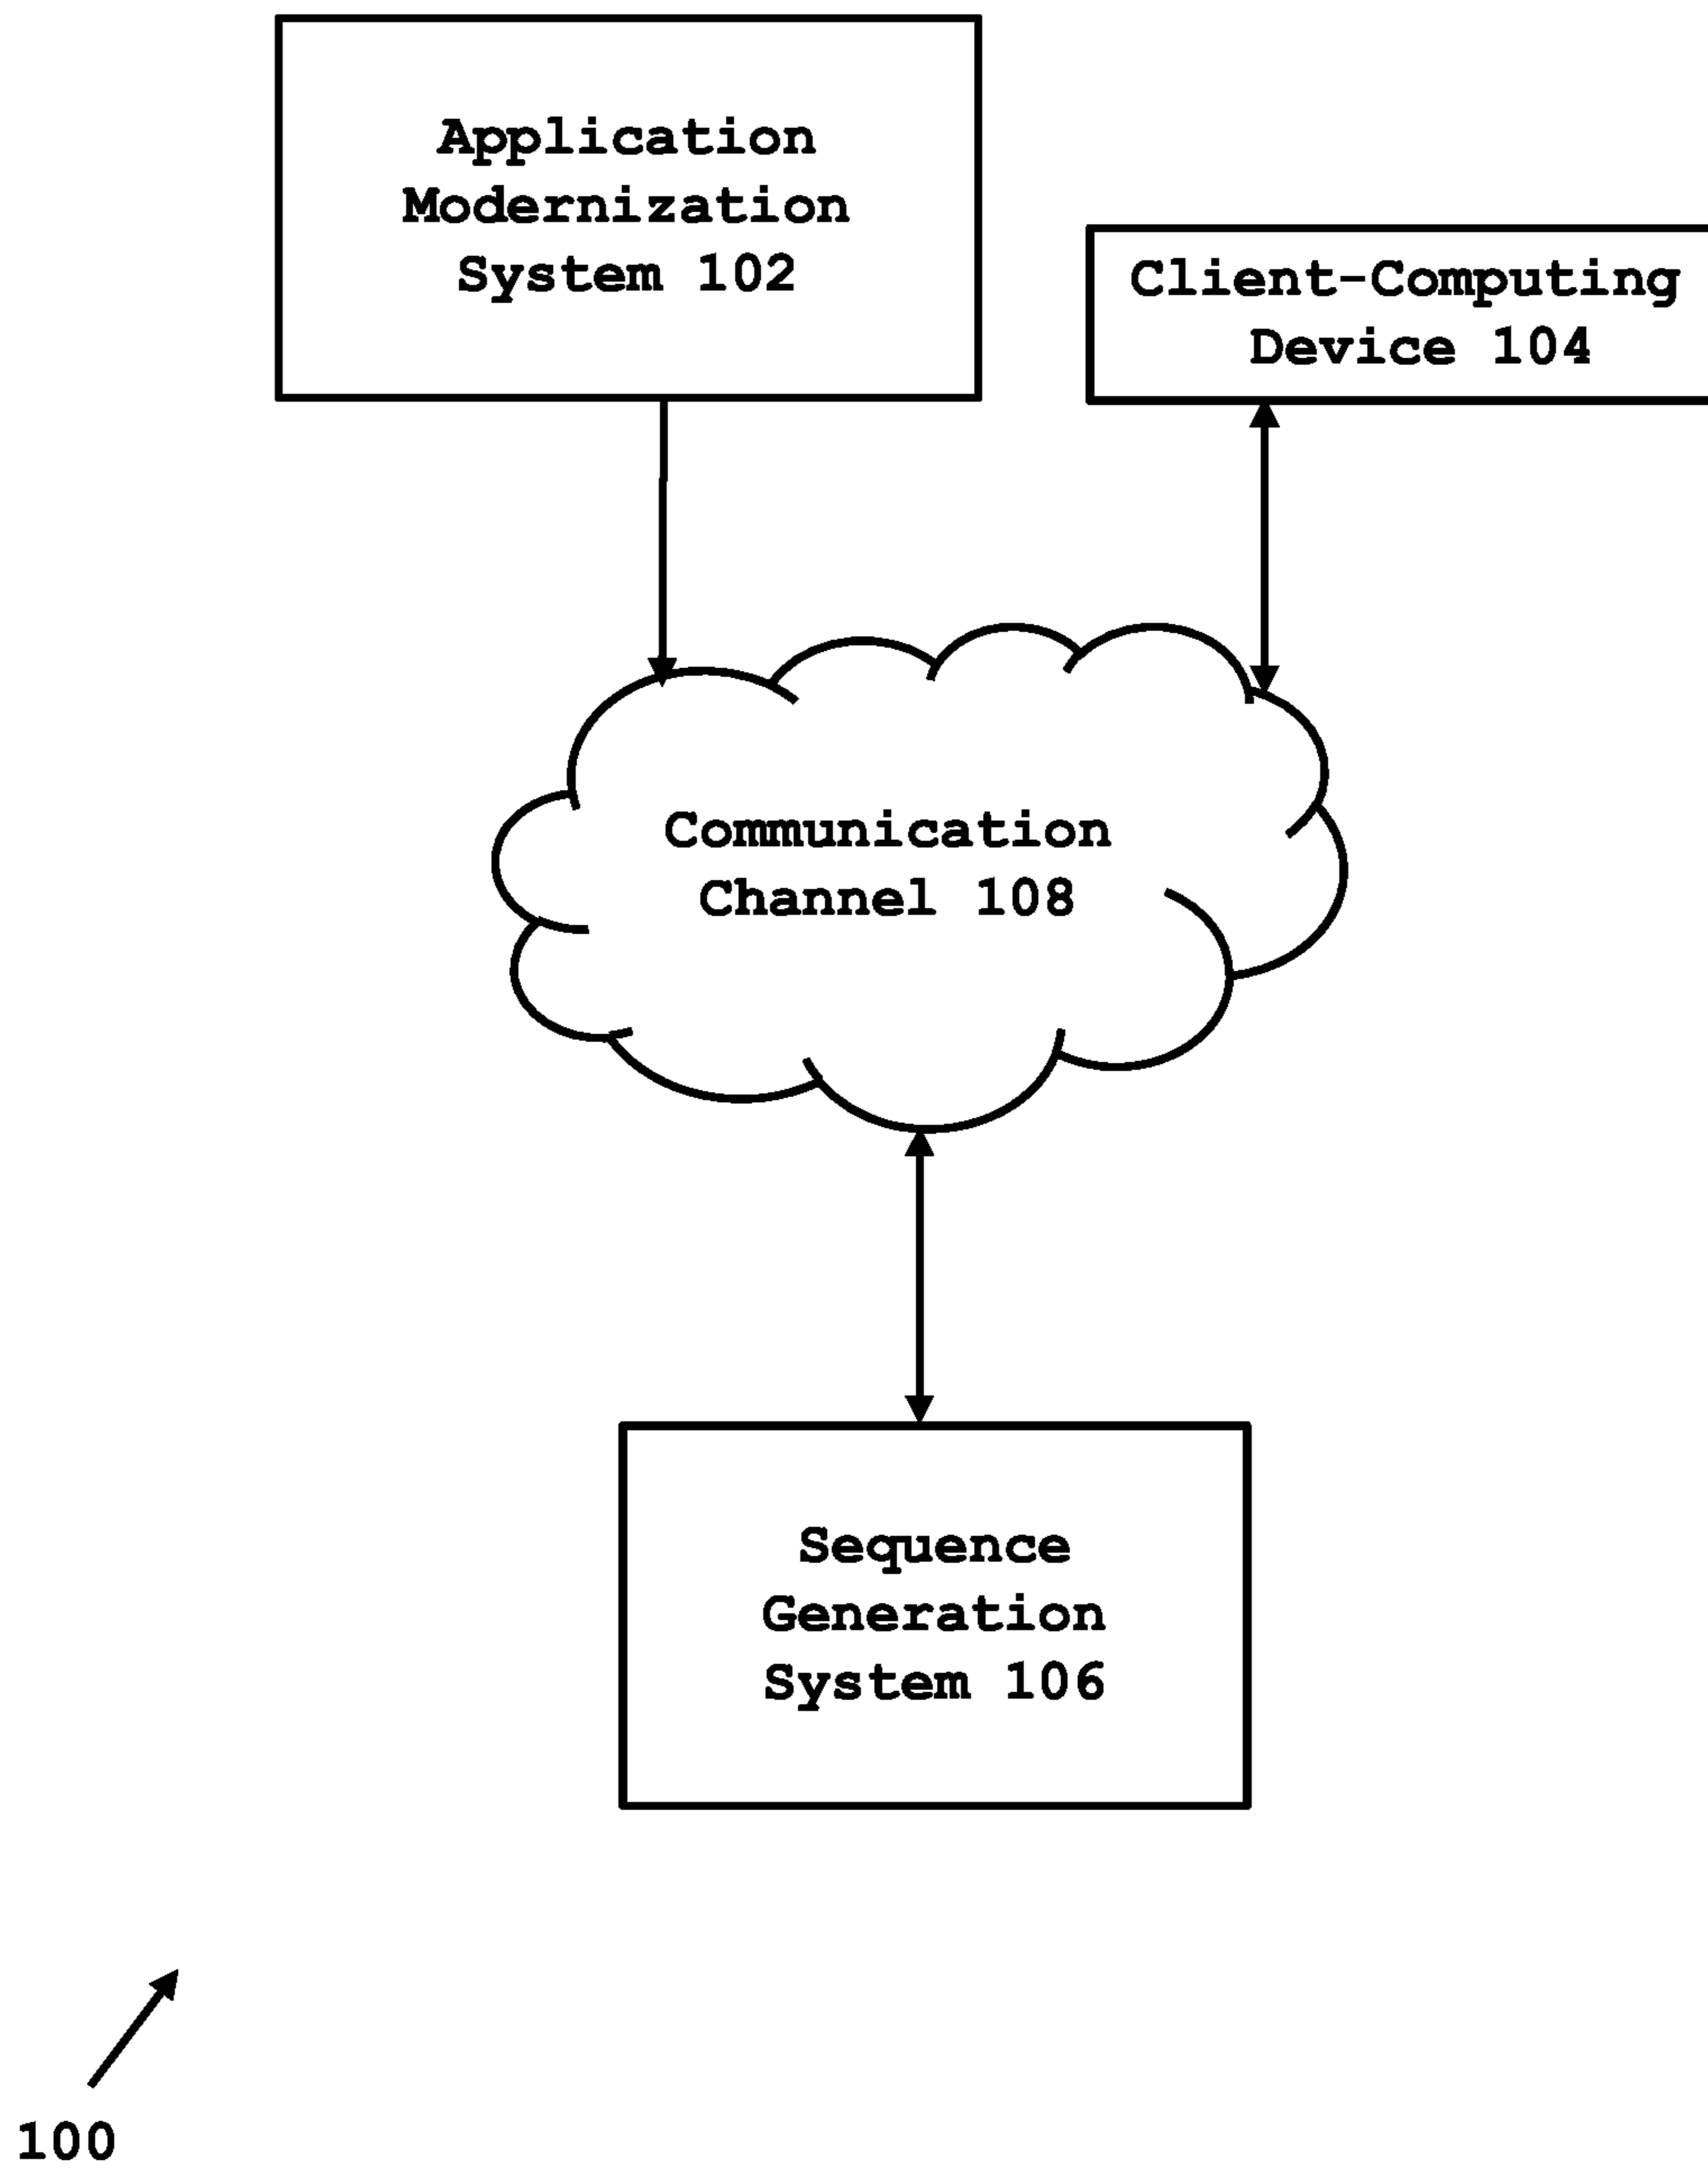 Application
Modernization
System 102
Client-Computing
Device 104
Communication
Channel 108
Sequence
Generation
System 106
100